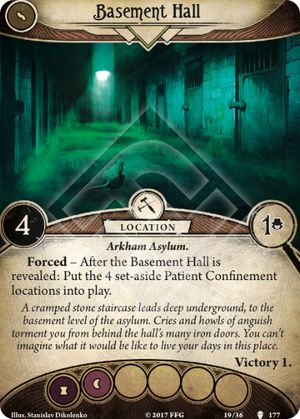 Basement Hall
4
LOCATION
1
Arkham Asylum.
Forced – After the Basement Hall is
revealed: Put the 4 set-aside Patient Confinement
locations into play.
A cramped stone staircase leads deep underground, to the
basement level of the asylum. Cries and howls of anguish
torment you from behind the hall's many iron doors. You can't
imagine what it would be like to live your days in this place.
Victory 1.
Illus. Stanislav Dikolenko
© 2017 FFG
19/36
177